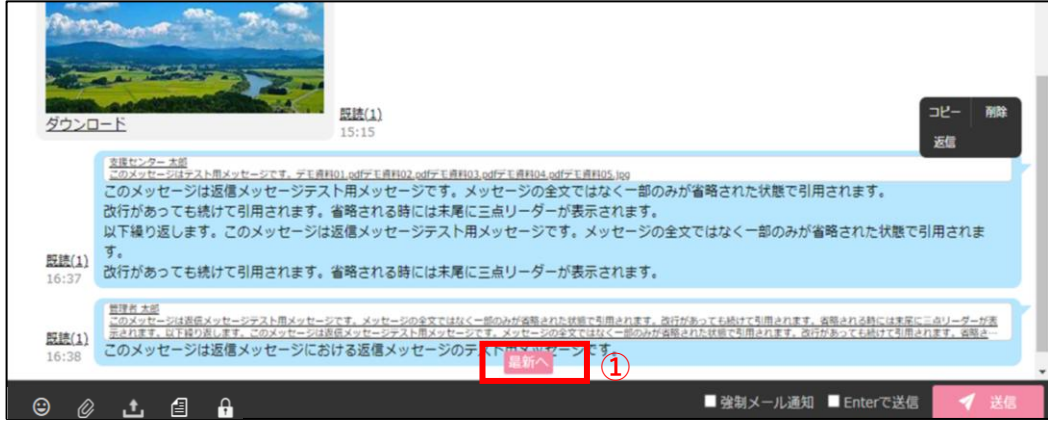 ダウンロード
既読(1)
15:15
コピー 削除
返信
支援センター 太郎
このメッセージはテスト用メッセージです。デモ資料01.pdfデモ資料02.pdfデモ資料03.pdfデモ資料04.pdfデモ資料05.jpg
このメッセージは返信メッセージテスト用メッセージです。メッセージの全文ではなく一部のみが省略された状態で引用されます。
改行があっても続けて引用されます。省略される時には末尾に三点リーダーが表示されます。
以下繰り返します。このメッセージは返信メッセージテスト用メッセージです。メッセージの全文ではなく一部のみが省略された状態で引用されま
す。
改行があっても続けて引用されます。省略される時には末尾に三点リーダーが表示されます。
既読(1)
16:37
管理者 太郎
このメッセージは返信メッセージテスト用メッセージです。メッセージの全文ではなく一部のみが省略された状態で引用されます。改行があっても続けて引用されます。省略される時には末尾に三点リーダーが表
示されます。以下繰り返します。このメッセージは返信メッセージテスト用メッセージです。メッセージの全文ではなく一部のみが省略された状態で引用されます。改行があっても続けて引用されます。省略さ…
このメッセージは返信メッセージにおける返信メッセージのテスト用メッセージです。
既読(1)
16:38
最新へ
①
強制メール通知 Enterで送信 送信